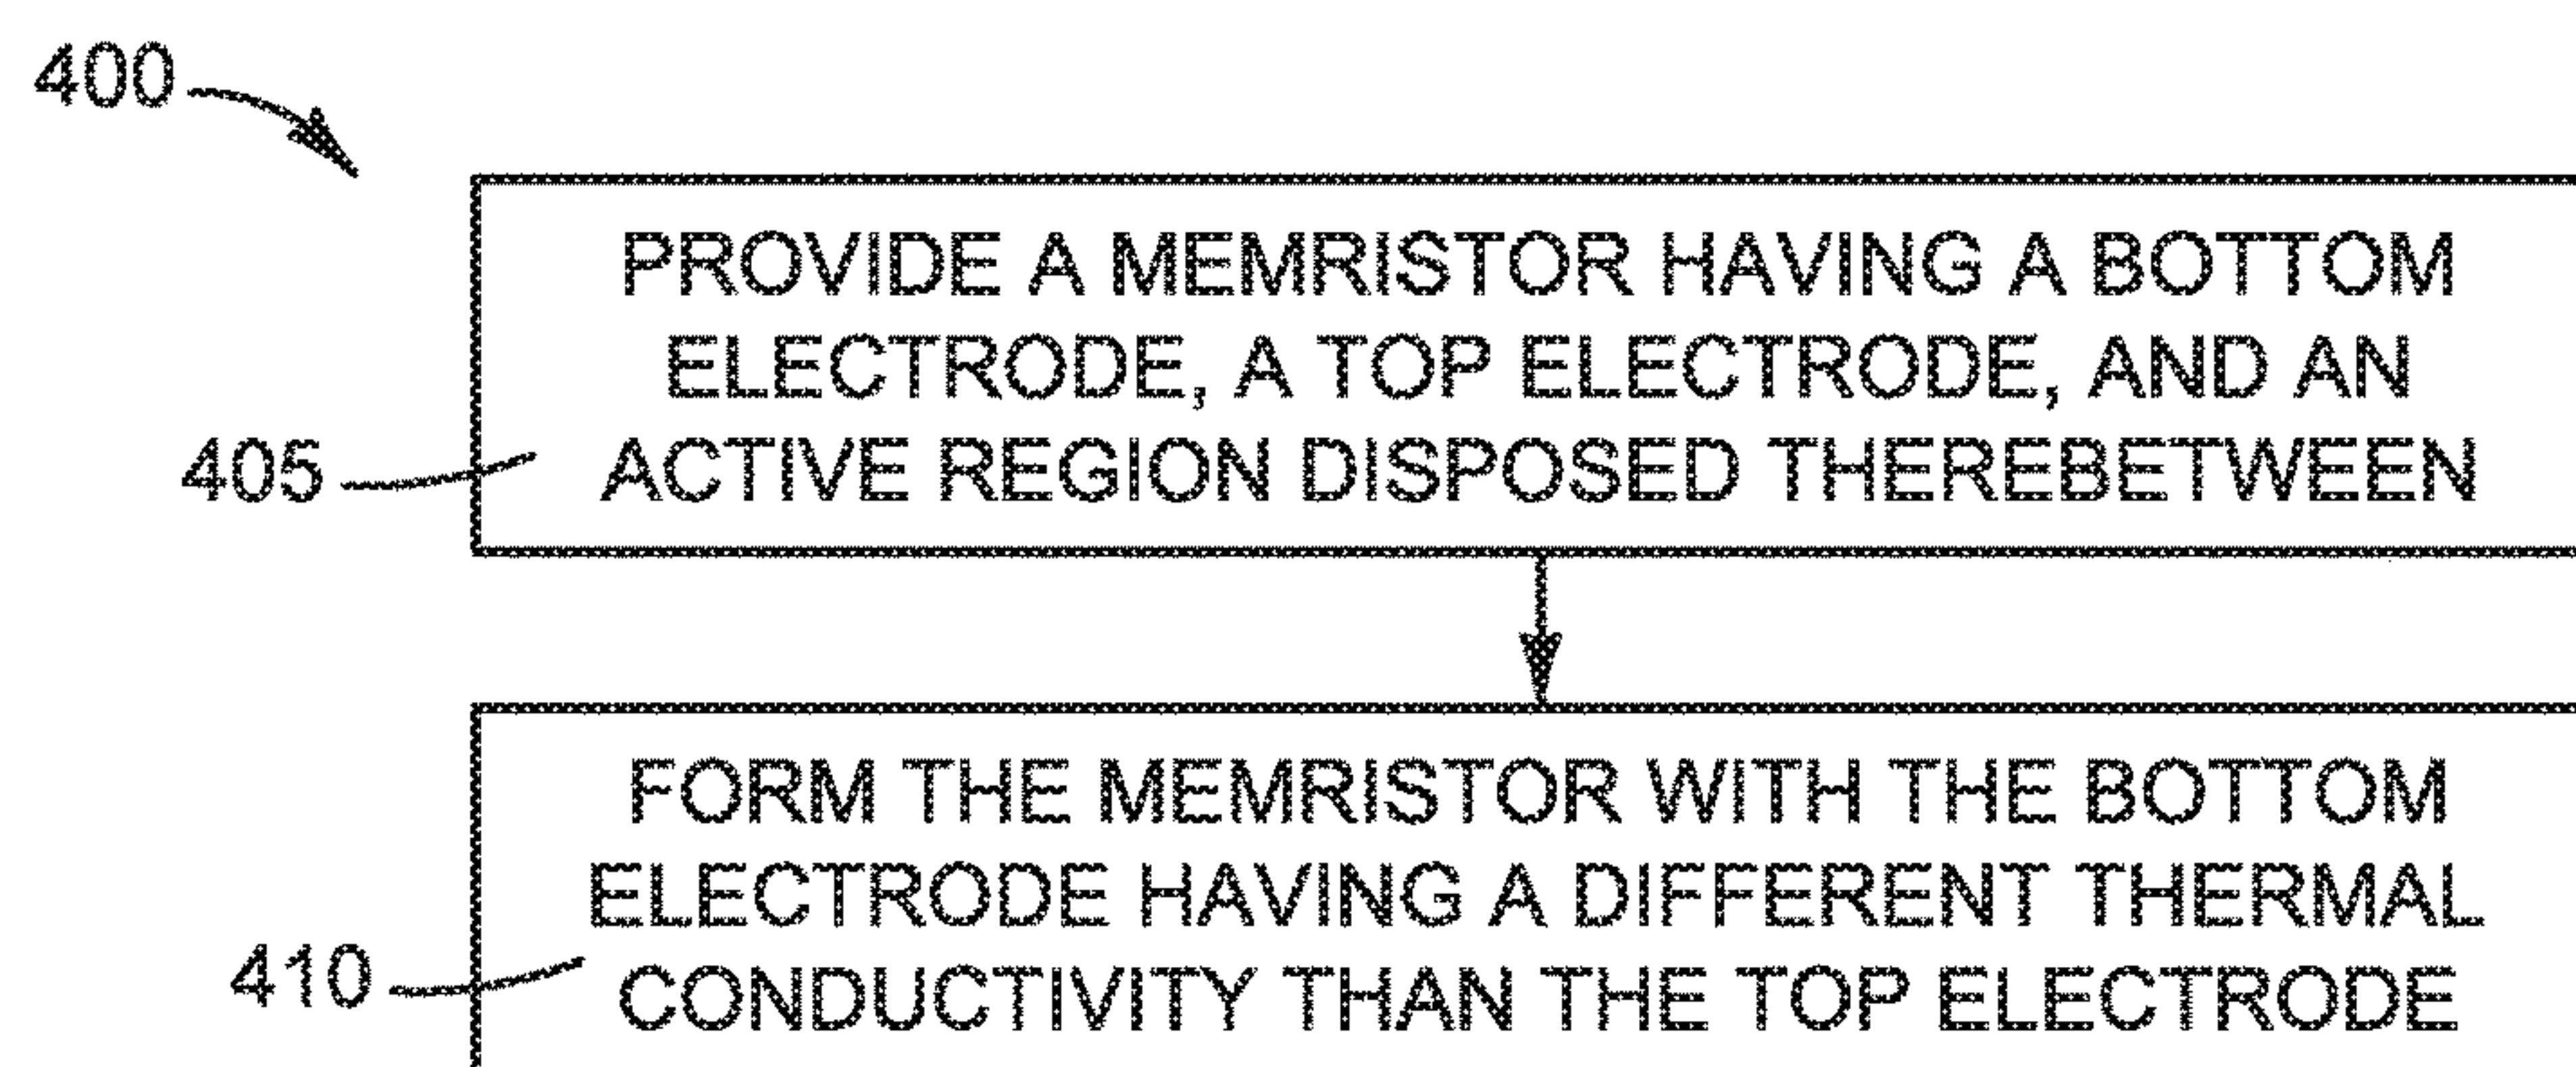 400
PROVIDE A MEMRISTOR HAVING A BOTTOM
ELECTRODE, A TOP ELECTRODE, AND AN
405 ACTIVE REGION DISPOSED THEREBETWEEN
FORM THE MEMRISTOR WITH THE BOTTOM
ELECTRODE HAVING A DIFFERENT THERMAL
410 CONDUCTIVITY THAN THE TOP ELECTRODE